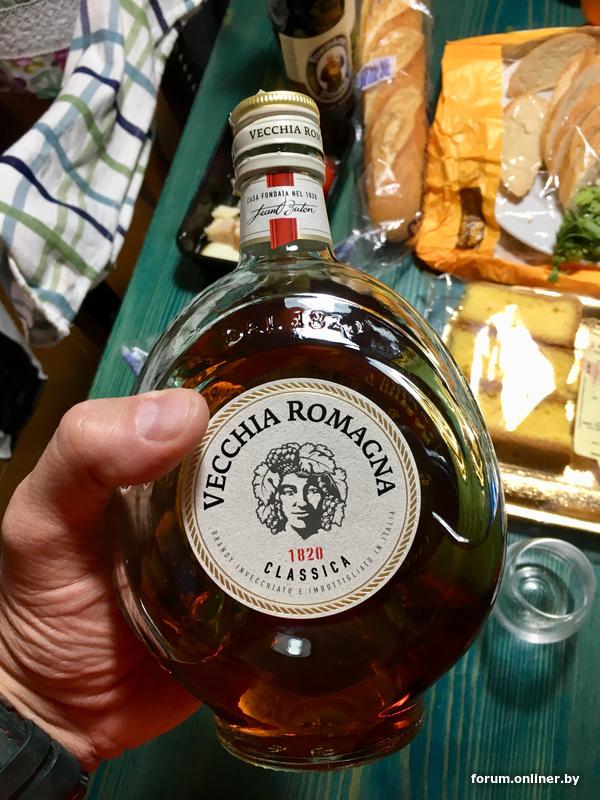 VECCHIA ROM
CASA FONDATA NEL 1820
Jean Buton
DAL 1820
VECCHIA ROMAGNA
1820
CLASSICA
BRANDY INVECCHIATO E IMBOTTIGLIATO IN ITALIA
forum.onliner.by